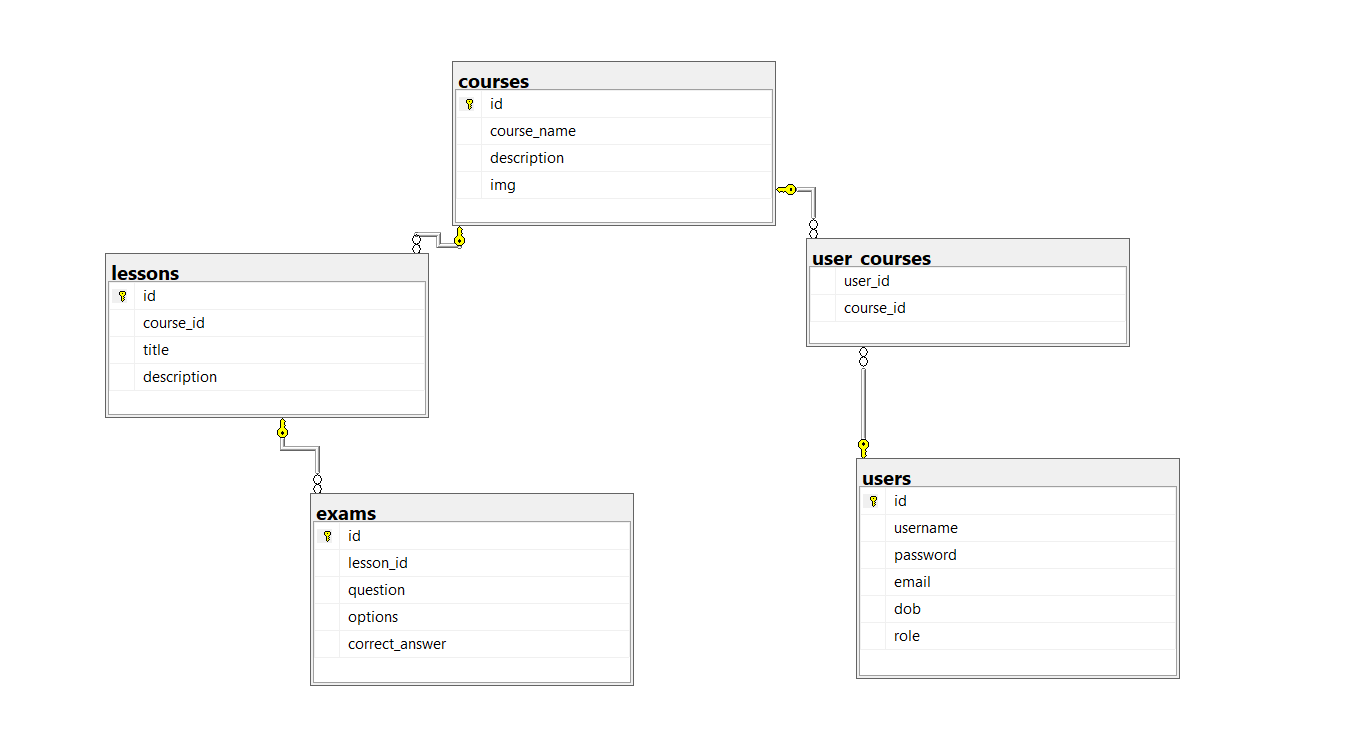 courses
id
course_name
description
img
lessons
id
course_id
title
description
user_courses
user_id
course_id
exams
id
lesson_id
question
options
correct_answer
users
id
username
password
email
dob
role